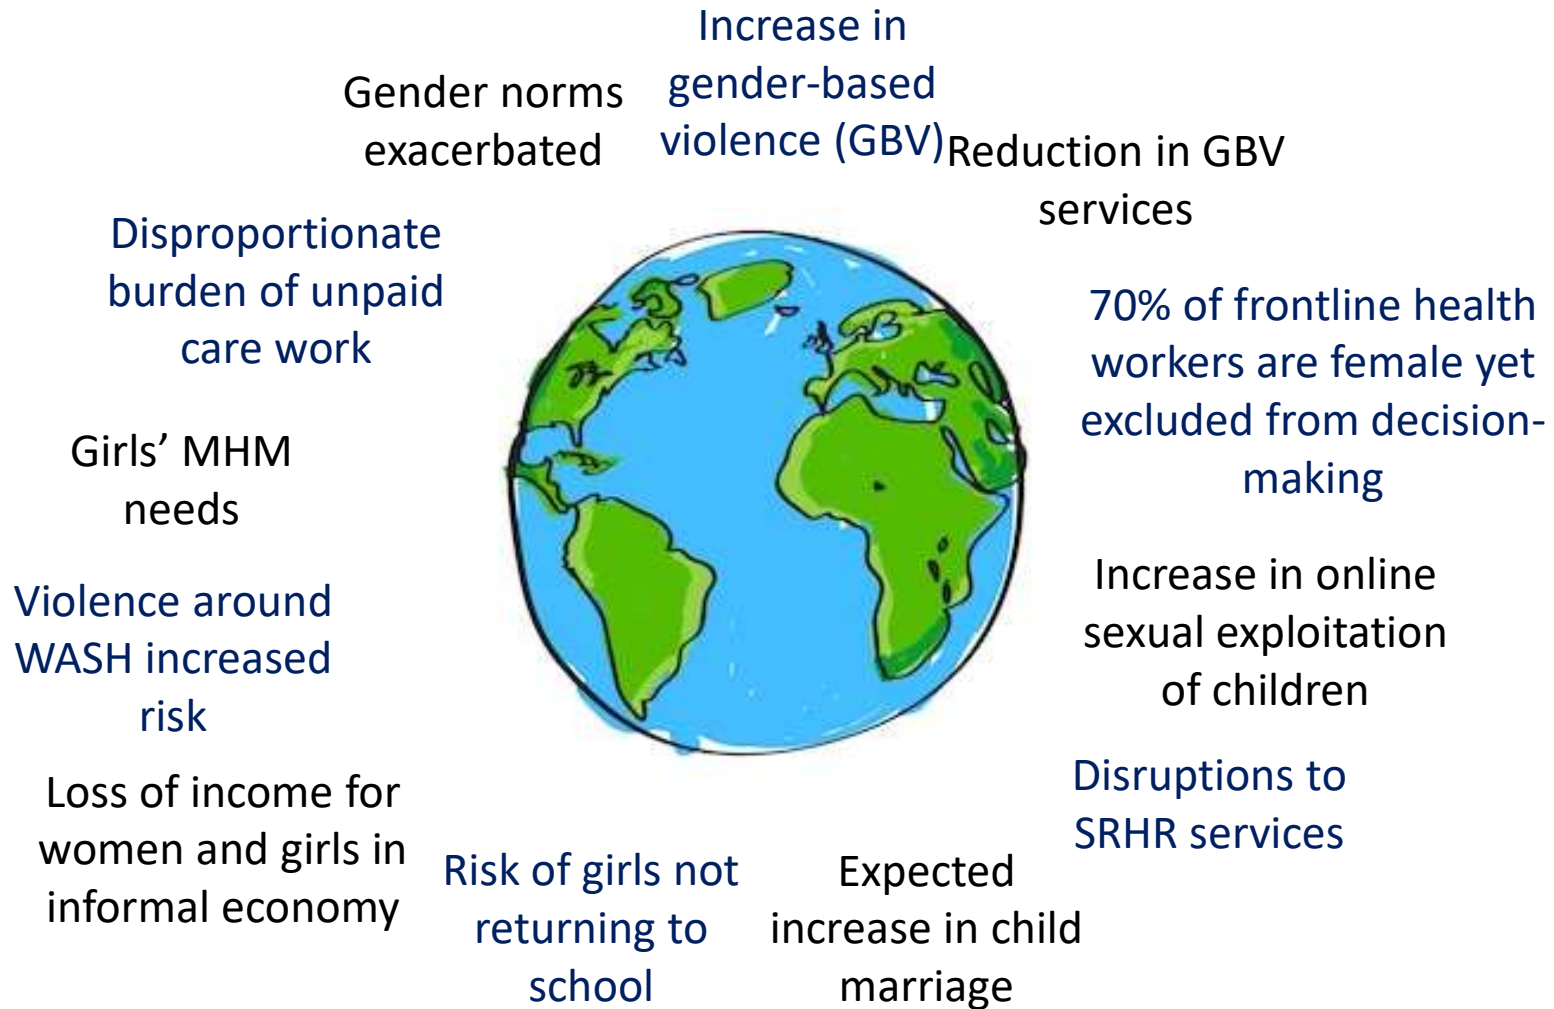 Increase in
gender-based
violence (GBV)
Gender norms
exacerbated
Reduction in GBV
services
Disproportionate
burden of unpaid
care work
70% of frontline health
workers are female yet
excluded from decision-
making
Girls’ MHM
needs
Increase in online
sexual exploitation
of children
Violence around
WASH increased
risk
Disruptions to
SRHR services
Loss of income for
women and girls in
informal economy
Risk of girls not
returning to
school
Expected
increase in child
marriage